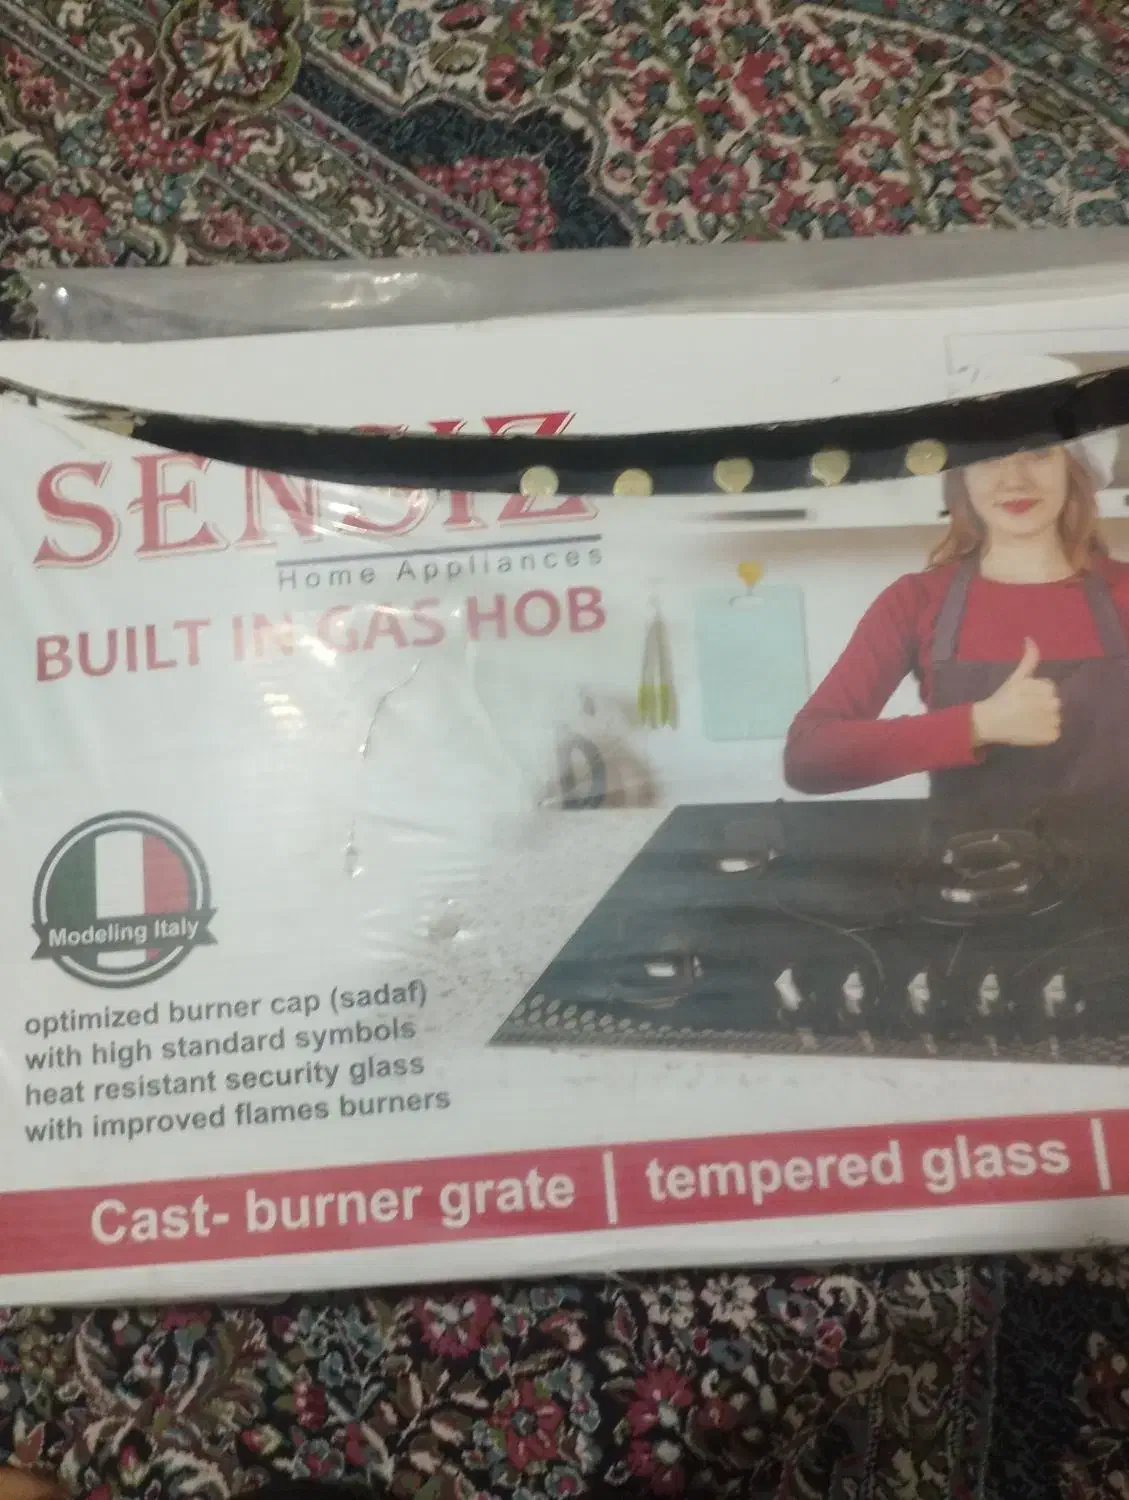 SENSIZ
Home Appliances
BUILT IN GAS HOB
Modeling Italy
optimized burner cap (sadaf)
with high standard symbols
heat resistant security glass
with improved flames burners
Cast- burner grate | tempered glass |